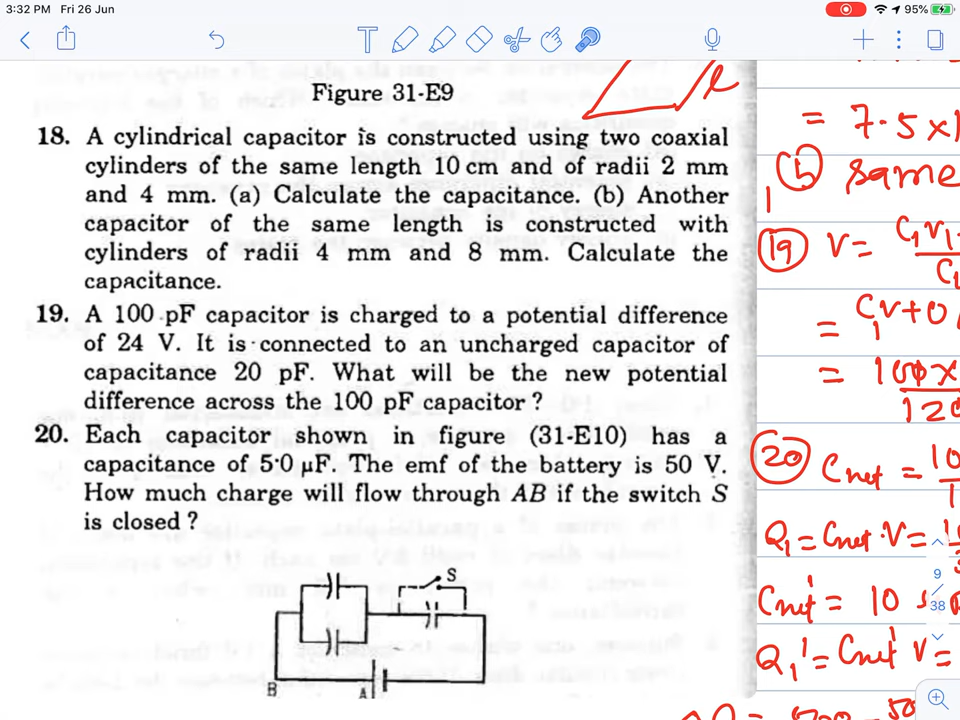 3:32 PM Fri 26 Jun
95%
Figure 31-E9
18. A cylindrical capacitor is constructed using two coaxial
cylinders of the same length 10 cm and of radii 2 mm
and 4 mm. (a) Calculate the capacitance. (b) Another
capacitor of the same length is constructed with
cylinders of radii 4 mm and 8 mm. Calculate the
capacitance.
19. A 100 pF capacitor is charged to a potential difference
of 24 V. It is connected to an uncharged capacitor of
capacitance 20 pF. What will be the new potential
difference across the 100 pF capacitor ?
20. Each capacitor shown in figure (31-E10) has a
capacitance of 5·0 μF. The emf of the battery is 50 V.
How much charge will flow through AB if the switch S
is closed ?
S
B
A
l
= 7.5 x
(b) same
(19) V = C₁V₁
C₁
= C₁V + 0
= 100 x
120
(20) Cnet = 10
Q₁ = Cnet · V =
Cnet' = 10
Q₁' = Cnet' V =
9
38